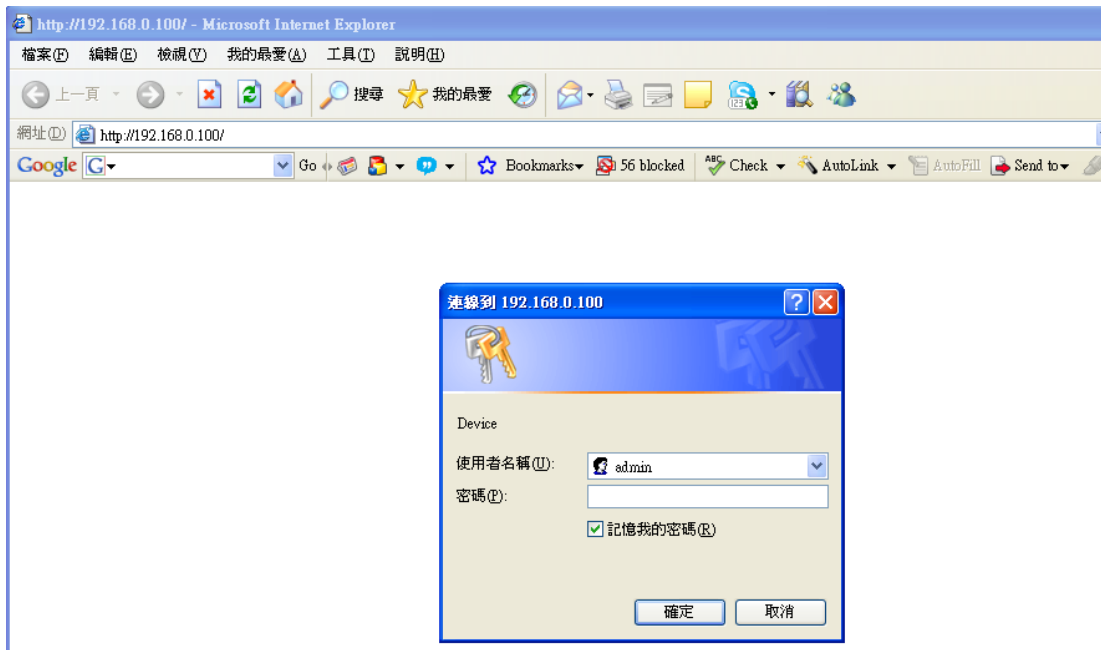 http://192.168.0.100/ - Microsoft Internet Explorer
檔案(F) 編輯(E) 檢視(V) 我的最愛(A) 工具(T) 說明(H)
上一頁 搜尋 我的最愛
網址(D) http://192.168.0.100/
Google G Go Bookmarks 56 blocked ABC Check AutoLink AutoFill Send to
連線到 192.168.0.100
Device
使用者名稱(U): admin
密碼(P):
記憶我的密碼(R)
確定 取消